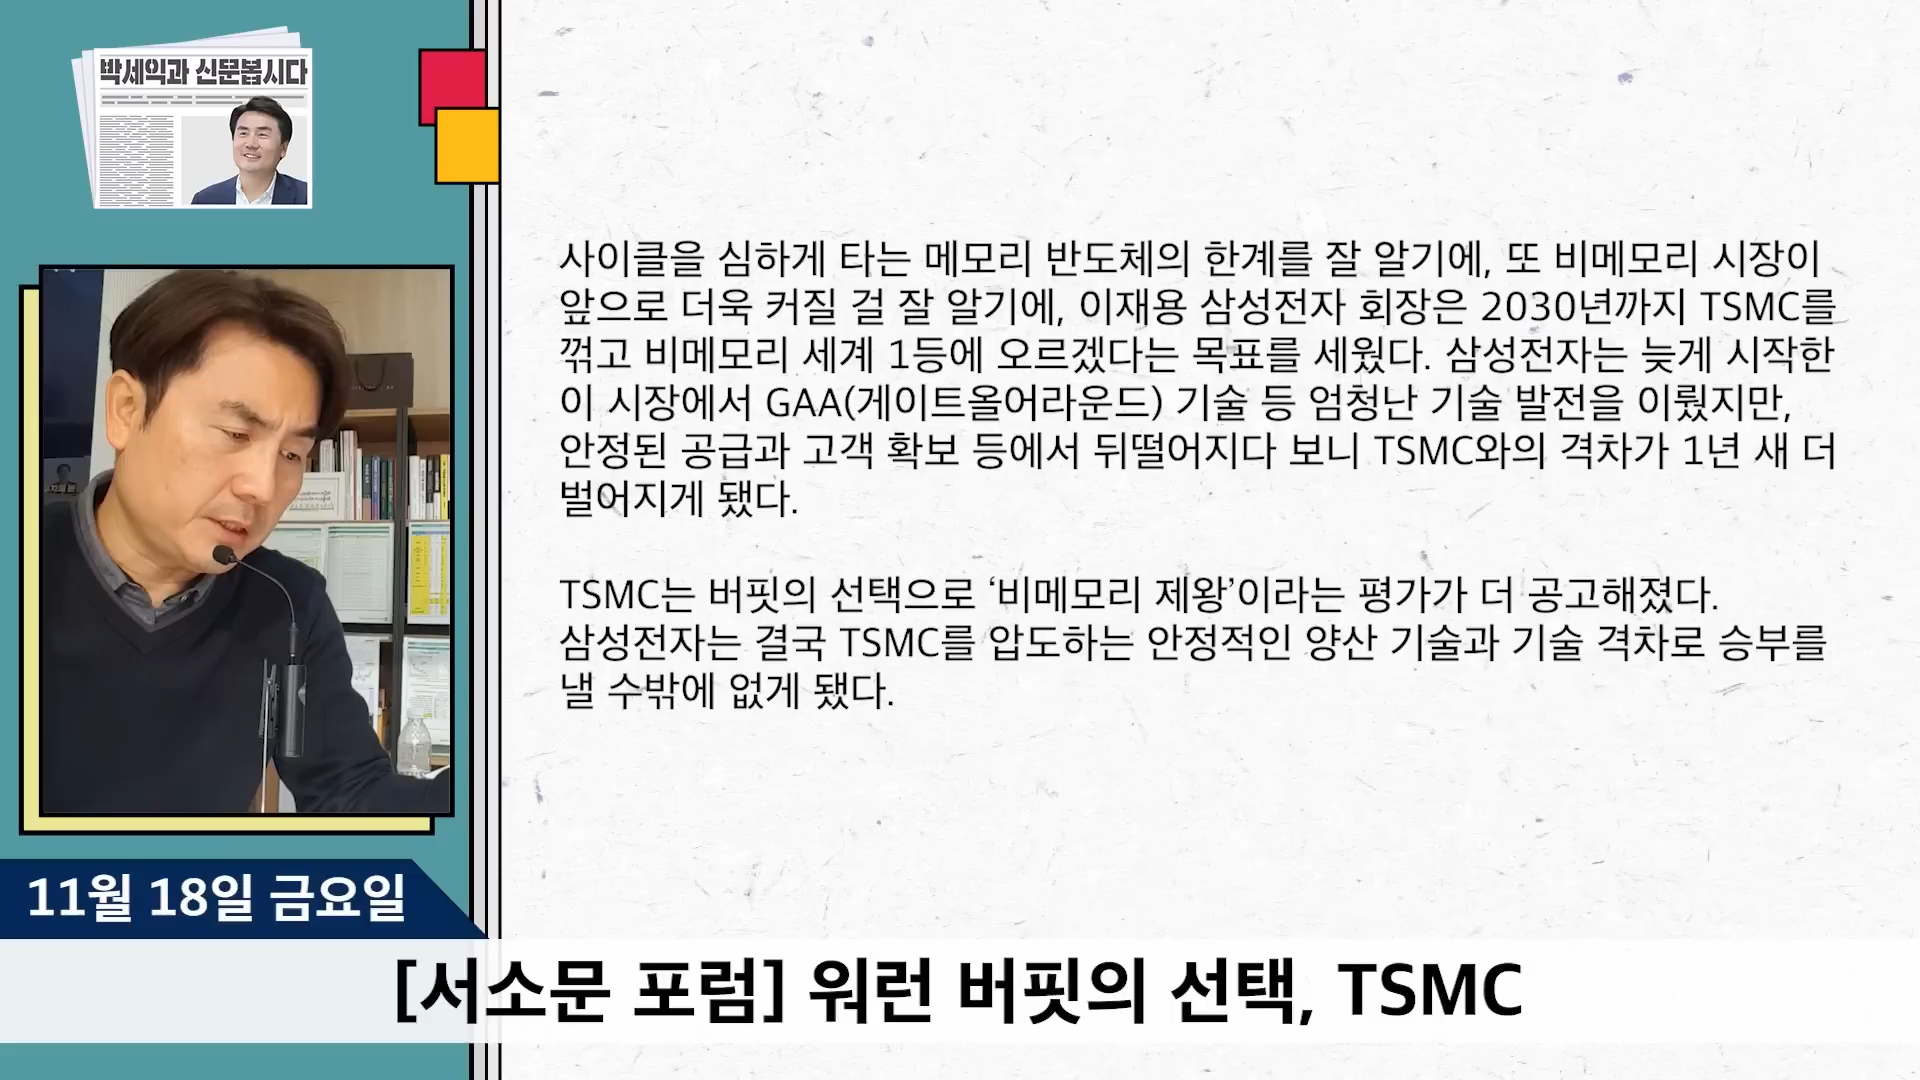 박세익과 신문봅시다
사이클을 심하게 타는 메모리 반도체의 한계를 잘 알기에, 또 비메모리 시장이
앞으로 더욱 커질 걸 잘 알기에, 이재용 삼성전자 회장은 2030년까지 TSMC를
꺾고 비메모리 세계 1등에 오르겠다는 목표를 세웠다. 삼성전자는 늦게 시작한
이 시장에서 GAA(게이트올어라운드) 기술 등 엄청난 기술 발전을 이뤘지만,
안정된 공급과 고객 확보 등에서 뒤떨어지다 보니 TSMC와의 격차가 1년 새 더
벌어지게 됐다.
TSMC는 버핏의 선택으로 ‘비메모리 제왕’이라는 평가가 더 공고해졌다.
삼성전자는 결국 TSMC를 압도하는 안정적인 양산 기술과 기술 격차로 승부를
낼 수밖에 없게 됐다.
11월 18일 금요일
[서소문 포럼] 워런 버핏의 선택, TSMC